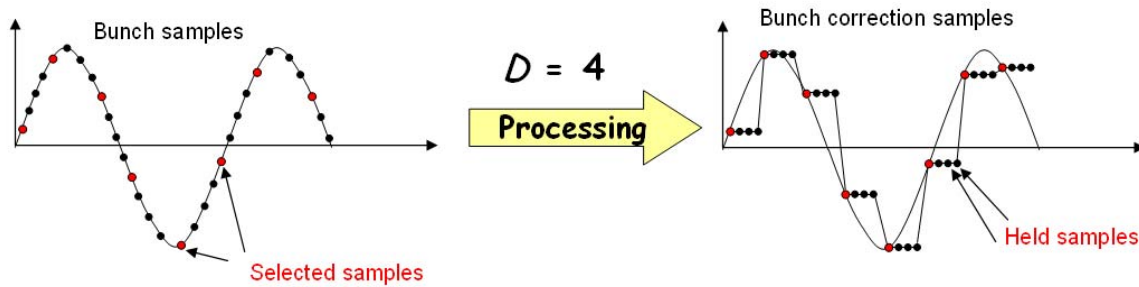 Bunch samples
Selected samples
D = 4
Processing
Bunch correction samples
Held samples